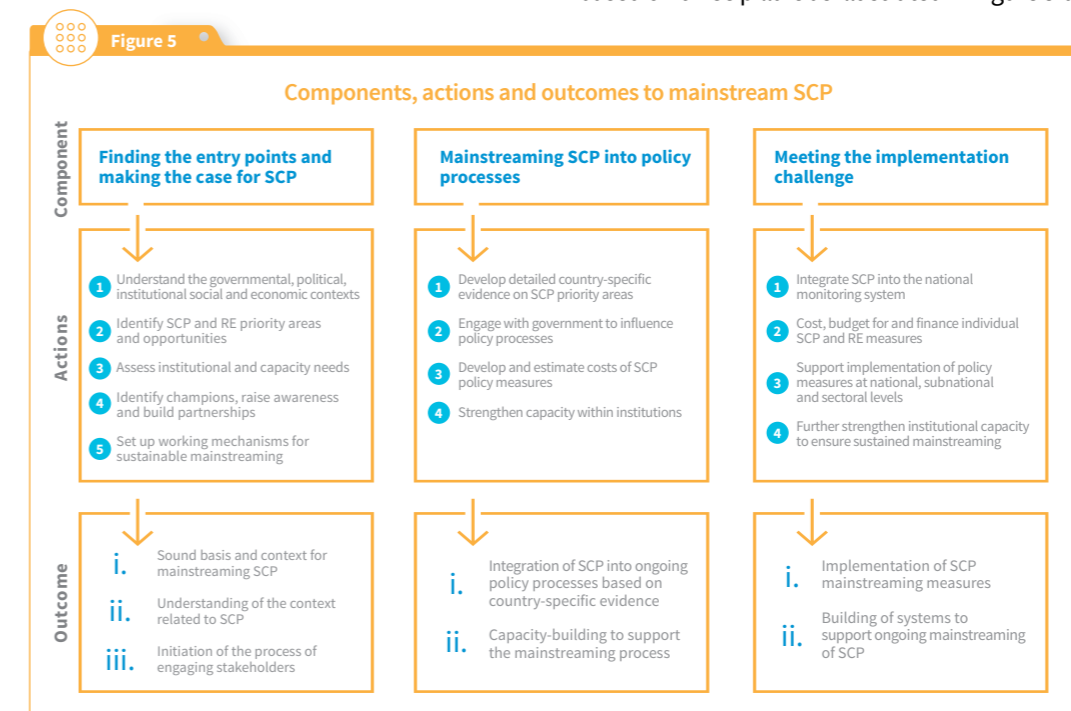 Figure 5
Components, actions and outcomes to mainstream SCP
Component
Finding the entry points and
making the case for SCP
Mainstreaming SCP into policy
processes
Meeting the implementation
challenge
Actions
1 Understand the governmental, political,
institutional social and economic contexts
2 Identify SCP and RE priority areas
and opportunities
3 Assess institutional and capacity needs
4 Identify champions, raise awareness
and build partnerships
5 Set up working mechanisms for
sustainable mainstreaming
1 Develop detailed country-specific
evidence on SCP priority areas
2 Engage with government to influence
policy processes
3 Develop and estimate costs of SCP
policy measures
4 Strengthen capacity within institutions
1 Integrate SCP into the national
monitoring system
2 Cost, budget for and finance individual
SCP and RE measures
3 Support implementation of policy
measures at national, subnational
and sectoral levels
4 Further strengthen institutional capacity
to ensure sustained mainstreaming
Outcome
i. Sound basis and context for
mainstreaming SCP
ii. Understanding of the context
related to SCP
iii. Initiation of the process of
engaging stakeholders
i. Integration of SCP into ongoing
policy processes based on
country-specific evidence
ii. Capacity-building to support
the mainstreaming process
i. Implementation of SCP
mainstreaming measures
ii. Building of systems to
support ongoing mainstreaming
of SCP